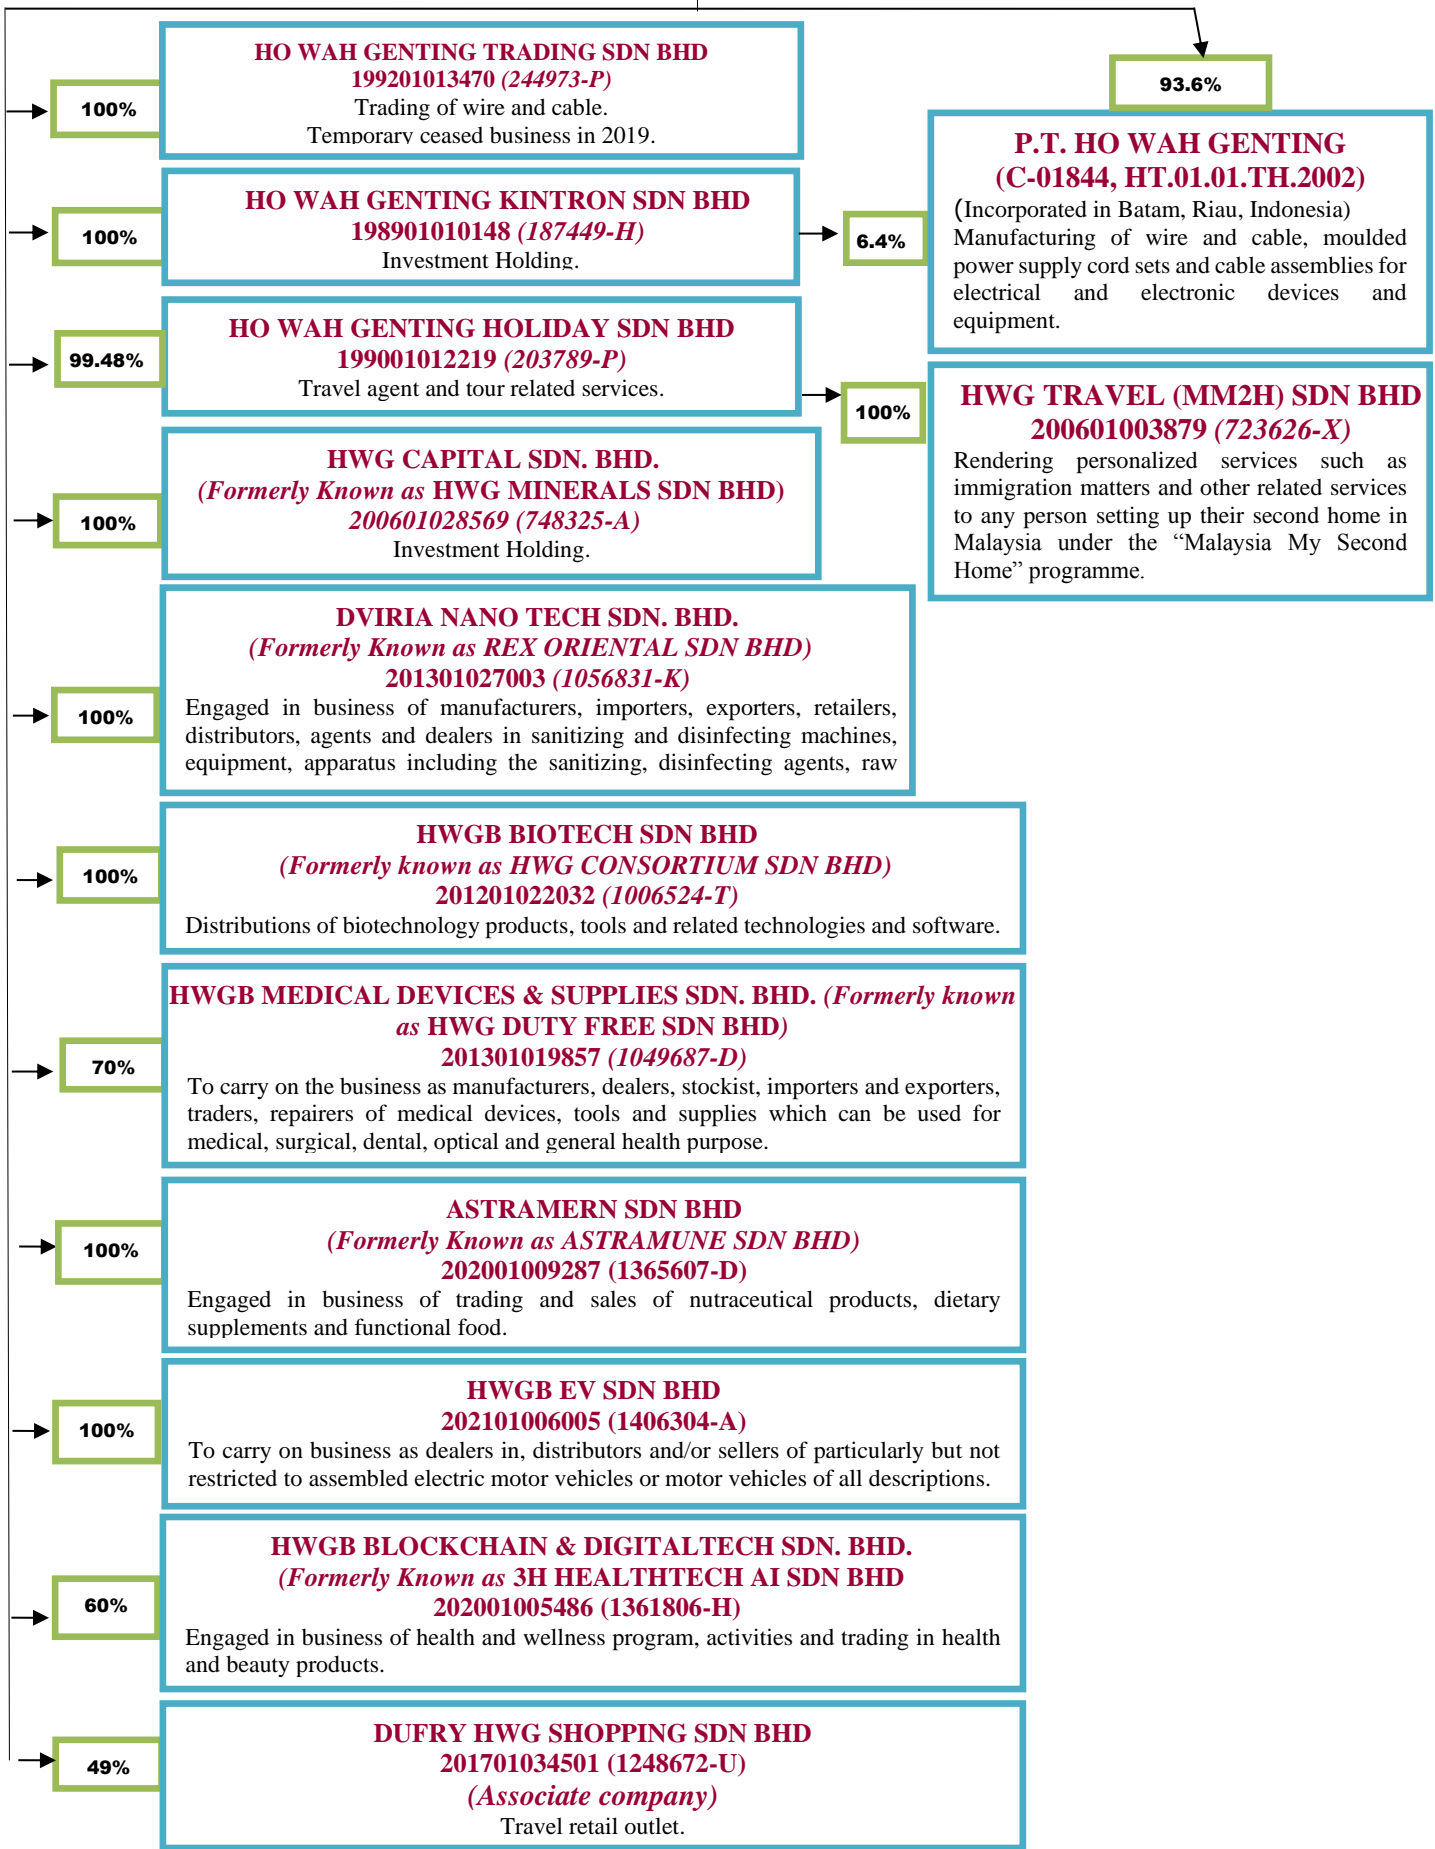 HO WAH GENTING TRADING SDN BHD
199201013470 (244973-P)
Trading of wire and cable.
Temporary ceased business in 2019.
100%
93.6%
P.T. HO WAH GENTING
(C-01844, HT.01.01.TH.2002)
(Incorporated in Batam, Riau, Indonesia)
Manufacturing of wire and cable, moulded
power supply cord sets and cable assemblies for
electrical and electronic devices and
equipment.
HO WAH GENTING KINTRON SDN BHD
198901010148 (187449-H)
Investment Holding.
100%
6.4%
HO WAH GENTING HOLIDAY SDN BHD
199001012219 (203789-P)
Travel agent and tour related services.
99.48%
100%
HWG TRAVEL (MM2H) SDN BHD
200601003879 (723626-X)
Rendering personalized services such as
immigration matters and other related services
to any person setting up their second home in
Malaysia under the “Malaysia My Second
Home” programme.
HWG CAPITAL SDN. BHD.
(Formerly Known as HWG MINERALS SDN BHD)
200601028569 (748325-A)
Investment Holding.
100%
DVIRIA NANO TECH SDN. BHD.
(Formerly Known as REX ORIENTAL SDN BHD)
201301027003 (1056831-K)
Engaged in business of manufacturers, importers, exporters, retailers,
distributors, agents and dealers in sanitizing and disinfecting machines,
equipment, apparatus including the sanitizing, disinfecting agents, raw
100%
HWGB BIOTECH SDN BHD
(Formerly known as HWG CONSORTIUM SDN BHD)
201201022032 (1006524-T)
Distributions of biotechnology products, tools and related technologies and software.
100%
HWGB MEDICAL DEVICES & SUPPLIES SDN. BHD. (Formerly known
as HWG DUTY FREE SDN BHD)
201301019857 (1049687-D)
To carry on the business as manufacturers, dealers, stockist, importers and exporters,
traders, repairers of medical devices, tools and supplies which can be used for
medical, surgical, dental, optical and general health purpose.
70%
ASTRAMERN SDN BHD
(Formerly Known as ASTRAMUNE SDN BHD)
202001009287 (1365607-D)
Engaged in business of trading and sales of nutraceutical products, dietary
supplements and functional food.
100%
HWGB EV SDN BHD
202101006005 (1406304-A)
To carry on business as dealers in, distributors and/or sellers of particularly but not
restricted to assembled electric motor vehicles or motor vehicles of all descriptions.
100%
HWGB BLOCKCHAIN & DIGITALTECH SDN. BHD.
(Formerly Known as 3H HEALTHTECH AI SDN BHD
202001005486 (1361806-H)
Engaged in business of health and wellness program, activities and trading in health
and beauty products.
60%
DUFRY HWG SHOPPING SDN BHD
201701034501 (1248672-U)
(Associate company)
Travel retail outlet.
49%